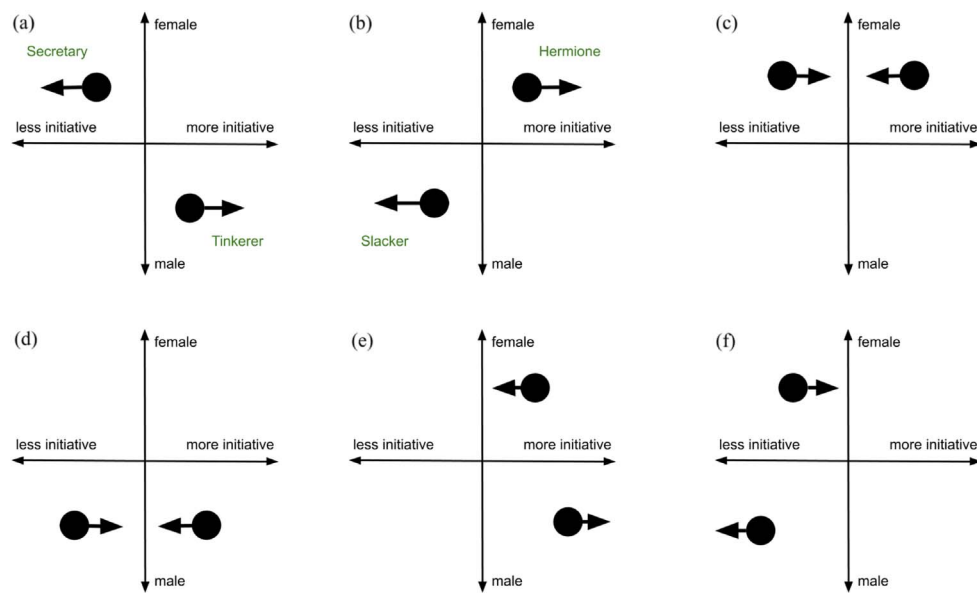 (a)
female
Secretary
less initiative
more initiative
Tinkerer
male
(b)
female
Hermione
less initiative
more initiative
Slacker
male
(c)
female
less initiative
more initiative
male
(d)
female
less initiative
more initiative
male
(e)
female
less initiative
more initiative
male
(f)
female
less initiative
more initiative
male